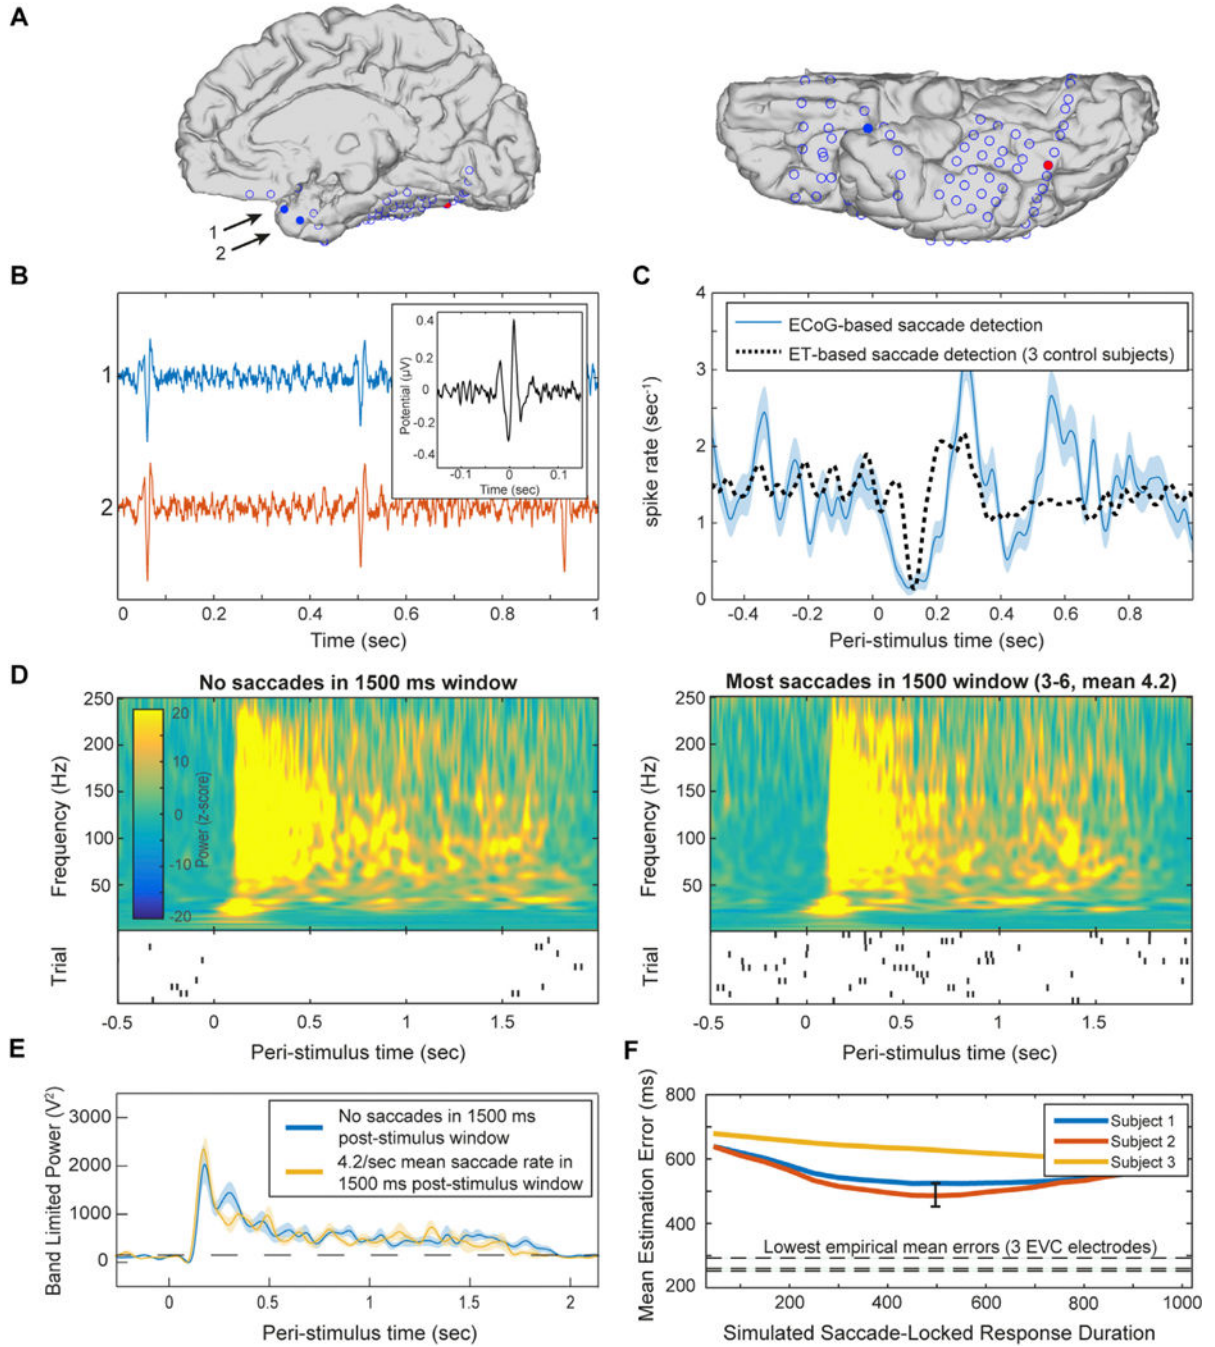 A
1
2
B
1
2
0.4
0.2
0
-0.2
-0.4
Potential (µV)
-0.1
0
0.1
Time (sec)
0
0.2
0.4
0.6
0.8
1
Time (sec)
C
4
3
2
1
0
spike rate (sec⁻¹)
ECoG-based saccade detection
ET-based saccade detection (3 control subjects)
-0.4
-0.2
0
0.2
0.4
0.6
0.8
Peri-stimulus time (sec)
D
No saccades in 1500 ms window
250
200
150
100
50
Frequency (Hz)
20
10
0
-10
-20
Power (z-score)
Trial
-0.5
0
0.5
1
1.5
Peri-stimulus time (sec)
Most saccades in 1500 window (3-6, mean 4.2)
250
200
150
100
50
Frequency (Hz)
Trial
-0.5
0
0.5
1
1.5
Peri-stimulus time (sec)
E
3000
2000
1000
0
Band Limited Power (V²)
No saccades in 1500 ms
post-stimulus window
4.2/sec mean saccade rate in
1500 ms post-stimulus window
0
0.5
1
1.5
2
Peri-stimulus time (sec)
F
800
600
400
200
Mean Estimation Error (ms)
Subject 1
Subject 2
Subject 3
Lowest empirical mean errors (3 EVC electrodes)
200
400
600
800
1000
Simulated Saccade-Locked Response Duration